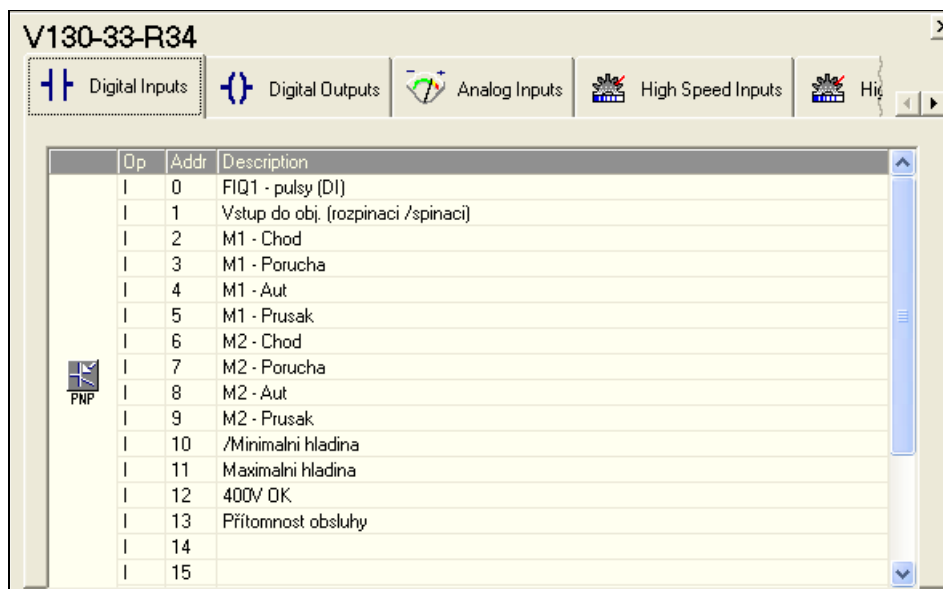 V130-33-R34
Digital Inputs Digital Outputs Analog Inputs High Speed Inputs Hig
Op Addr Description
I 0 FIQ1 - pulsy (DI)
I 1 Vstup do obj. (rozpinaci /spinaci)
I 2 M1 - Chod
I 3 M1 - Porucha
I 4 M1 - Aut
I 5 M1 - Prusak
I 6 M2 - Chod
I 7 M2 - Porucha
PNP
I 8 M2 - Aut
I 9 M2 - Prusak
I 10 /Minimalni hladina
I 11 Maximalni hladina
I 12 400V OK
I 13 Přítomnost obsluhy
I 14
I 15